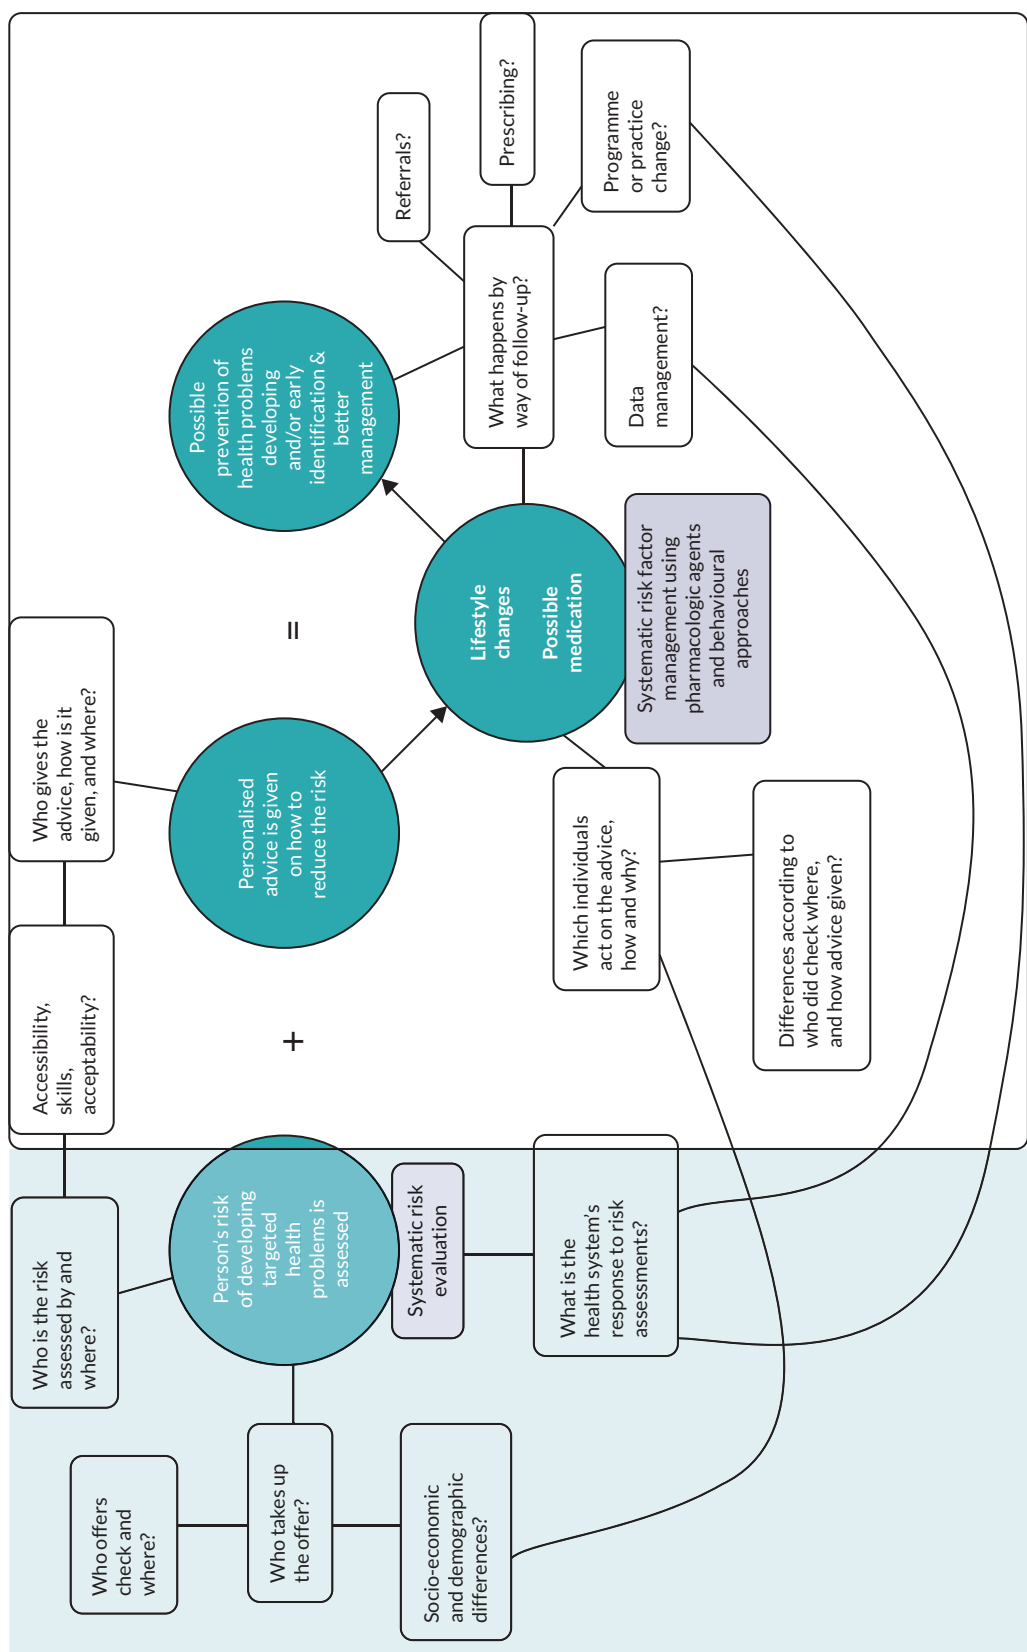 Who offers
check and
where?
Who takes up
the offer?
Socio-economic
and demographic
differences?
Who is the risk
assessed by and
where?
Person's risk
of developing
targeted
health
problems is
assessed
Systematic risk
evaluation
What is the
health system's
response to risk
assessments?
Accessibility,
skills,
acceptability?
+
Who gives the
advice, how is it
given, and where?
Personalised
advice is given
on how to
reduce the risk
Which individuals
act on the advice,
how and why?
Differences according to
who did check where,
and how advice given?
=
Lifestyle
changes
Possible
medication
Systematic risk factor
management using
pharmacologic agents
and behavioural
approaches
Possible
prevention of
health problems
developing
and/or early
identification &
better
management
What happens by
way of follow-up?
Data
management?
Referrals?
Prescribing?
Programme
or practice
change?